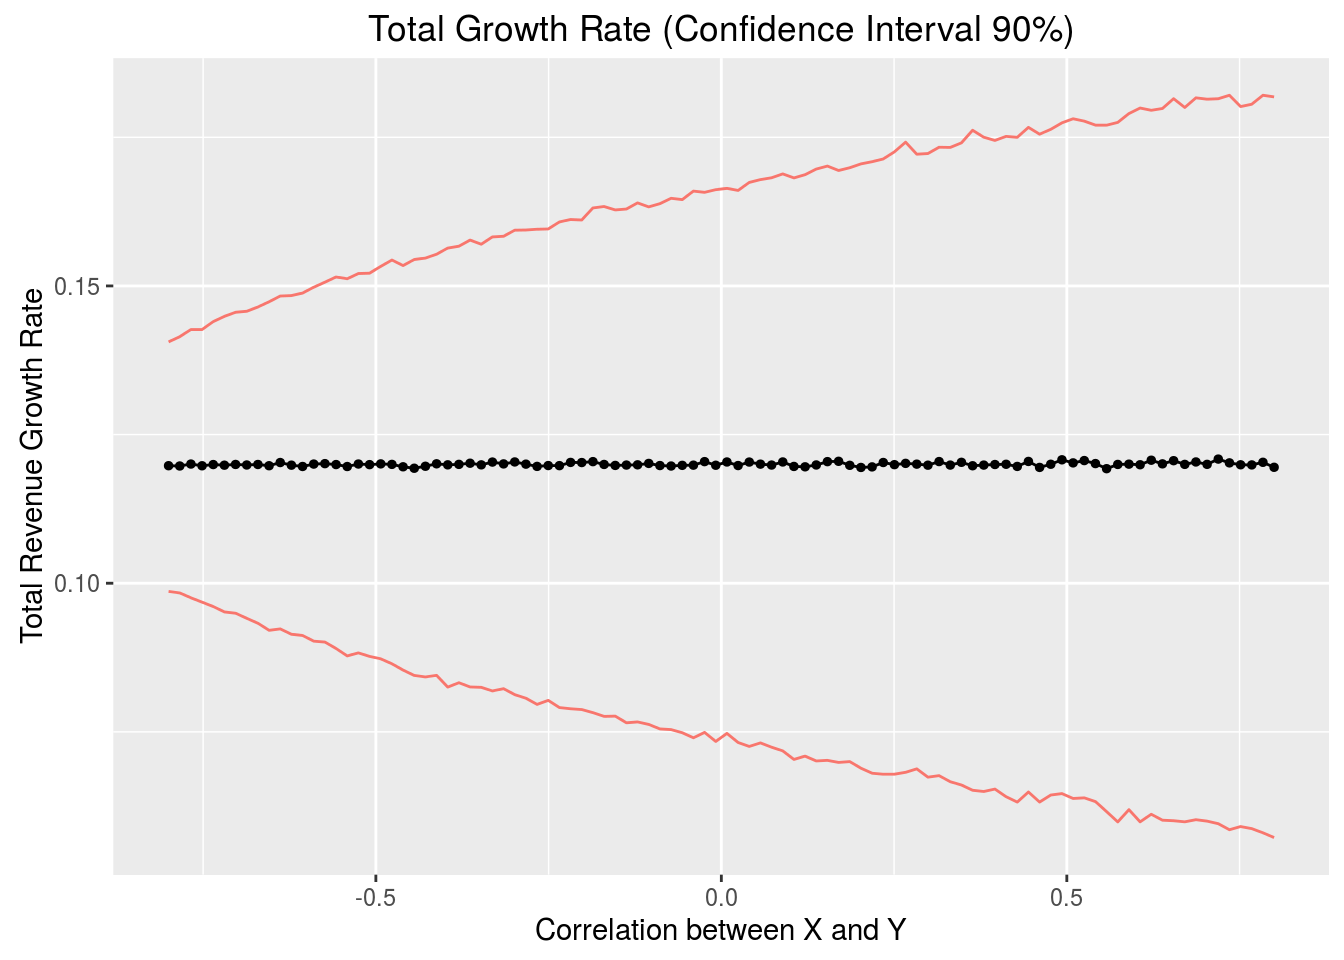 Total Growth Rate (Confidence Interval 90%)
Total Revenue Growth Rate
0.15
0.10
-0.5
0.0
0.5
Correlation between X and Y